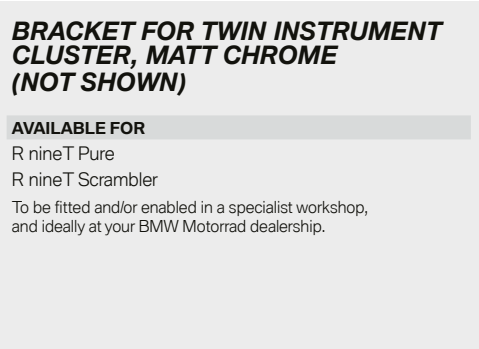 BRACKET FOR TWIN INSTRUMENT
CLUSTER, MATT CHROME
(NOT SHOWN)
AVAILABLE FOR
R nineT Pure
R nineT Scrambler
To be fitted and/or enabled in a specialist workshop,
and ideally at your BMW Motorrad dealership.